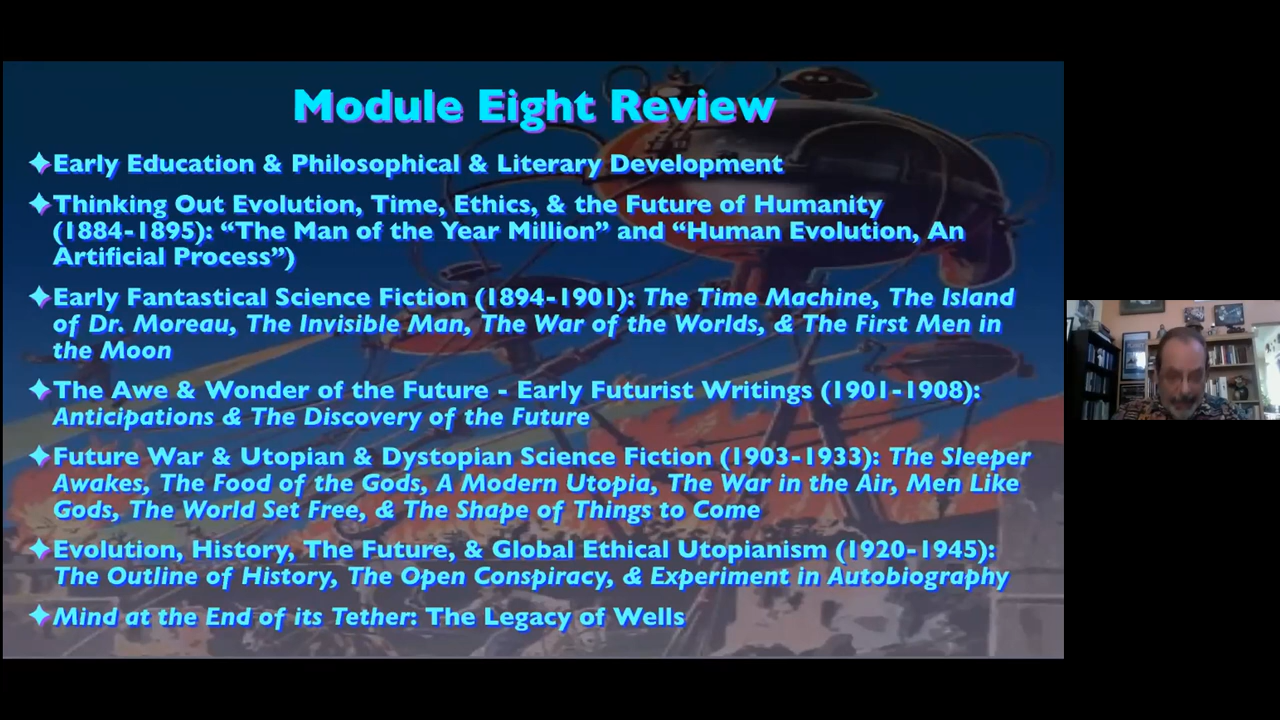 Module Eight Review
✦Early Education & Philosophical & Literary Development
✦Thinking Out Evolution, Time, Ethics, & the Future of Humanity
(1884-1895): “The Man of the Year Million” and “Human Evolution, An
Artificial Process”)
✦Early Fantastical Science Fiction (1894-1901): The Time Machine, The Island
of Dr. Moreau, The Invisible Man, The War of the Worlds, & The First Men in
the Moon
✦The Awe & Wonder of the Future - Early Futurist Writings (1901-1908):
Anticipations & The Discovery of the Future
✦Future War & Utopian & Dystopian Science Fiction (1903-1933): The Sleeper
Awakes, The Food of the Gods, A Modern Utopia, The War in the Air, Men Like
Gods, The World Set Free, & The Shape of Things to Come
✦Evolution, History, The Future, & Global Ethical Utopianism (1920-1945):
The Outline of History, The Open Conspiracy, & Experiment in Autobiography
✦Mind at the End of its Tether: The Legacy of Wells